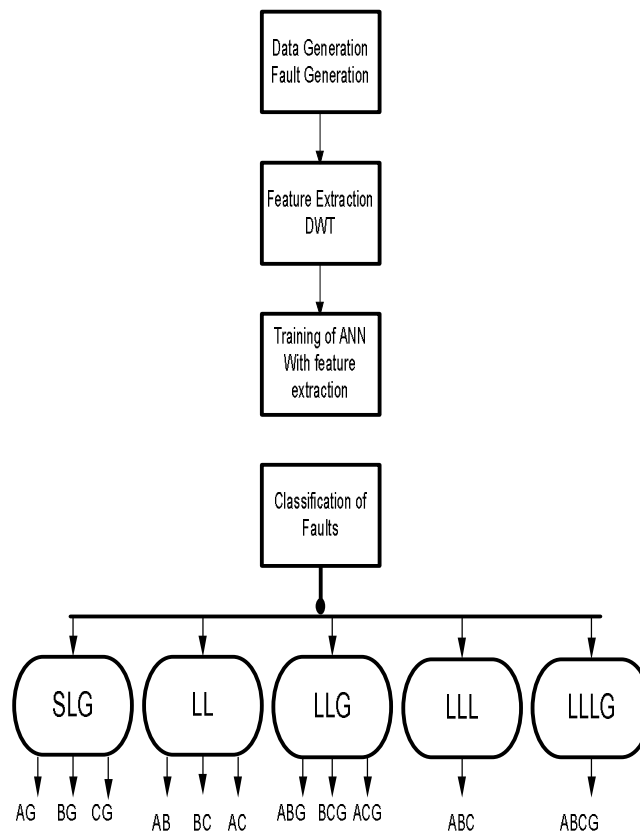 Data Generation
Fault Generation
Feature Extraction
DWT
Training of ANN
With feature
extraction
Classification of
Faults
SLG LL LLG LLL LLLG
AG BG CG AB BC AC ABG BCG ACG ABC ABCG